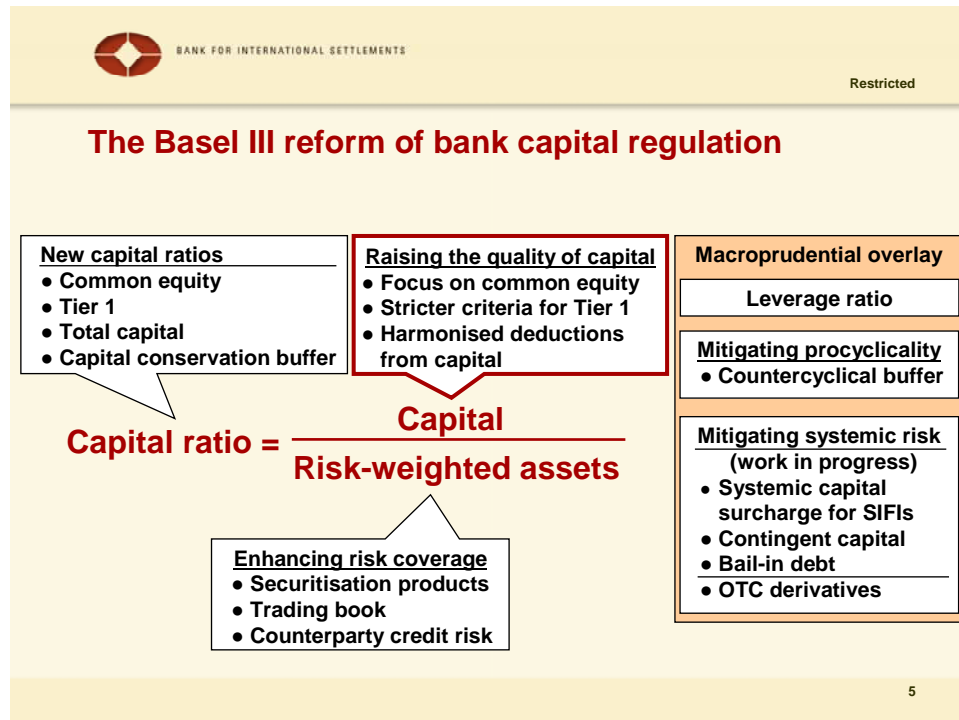 BANK FOR INTERNATIONAL SETTLEMENTS
Restricted
The Basel III reform of bank capital regulation
New capital ratios
● Common equity
● Tier 1
● Total capital
● Capital conservation buffer
Raising the quality of capital
● Focus on common equity
● Stricter criteria for Tier 1
● Harmonised deductions
from capital
Capital ratio =
Capital
Risk-weighted assets
Enhancing risk coverage
● Securitisation products
● Trading book
● Counterparty credit risk
Macroprudential overlay
Leverage ratio
Mitigating procyclicality
● Countercyclical buffer
Mitigating systemic risk
(work in progress)
● Systemic capital
surcharge for SIFIs
● Contingent capital
● Bail-in debt
● OTC derivatives
5